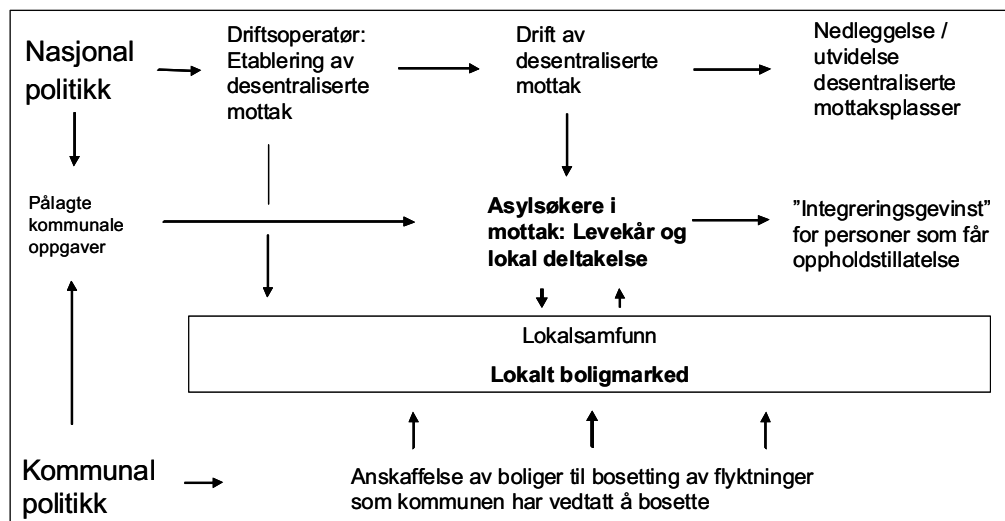 Nasjonal
politikk
Driftsoperatør:
Etablering av
desentraliserte
mottak
Drift av
desentraliserte
mottak
Nedleggelse /
utvidelse
desentraliserte
mottaksplasser
Pålagte
kommunale
oppgaver
Asylsøkere i
mottak: Levekår og
lokal deltakelse
”Integreringsgevinst”
for personer som får
oppholdstillatelse
Lokalsamfunn
Lokalt boligmarked
Kommunal
politikk
Anskaffelse av boliger til bosetting av flyktninger
som kommunen har vedtatt å bosette